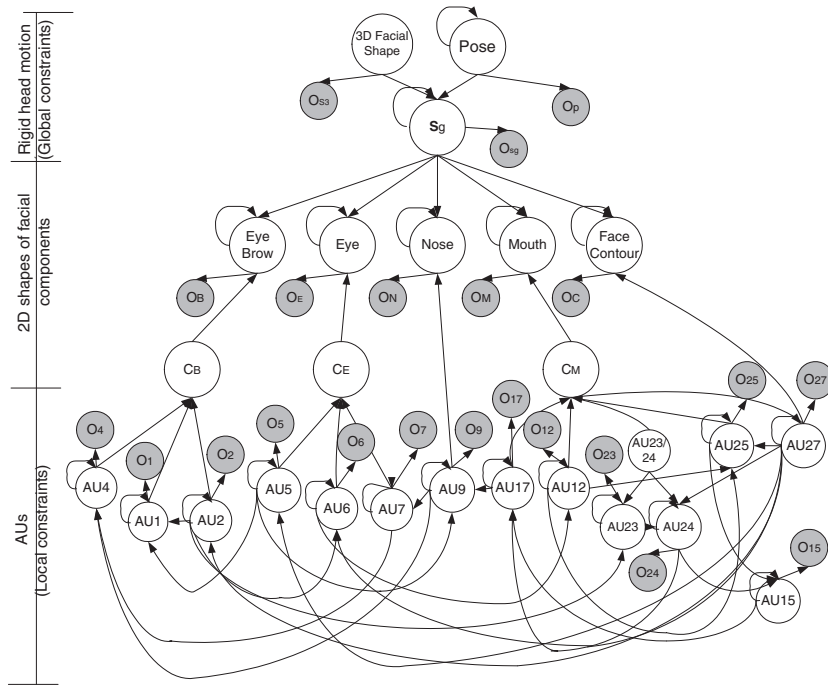 Rigid head motion
(Global constraints)
3D Facial
Shape
Pose
OS3
Sg
Op
Osg
2D shapes of facial
components
Eye
Brow
Eye
Nose
Mouth
Face
Contour
OB
OE
ON
OM
OC
CB
CE
CM
AUs
(Local constraints)
O4
O1
O2
O5
O6
O7
O9
O17
O12
O23
AU23/
24
O25
O27
AU4
AU1
AU2
AU5
AU6
AU7
AU9
AU17
AU12
AU23
AU24
AU25
AU27
O24
O15
AU15